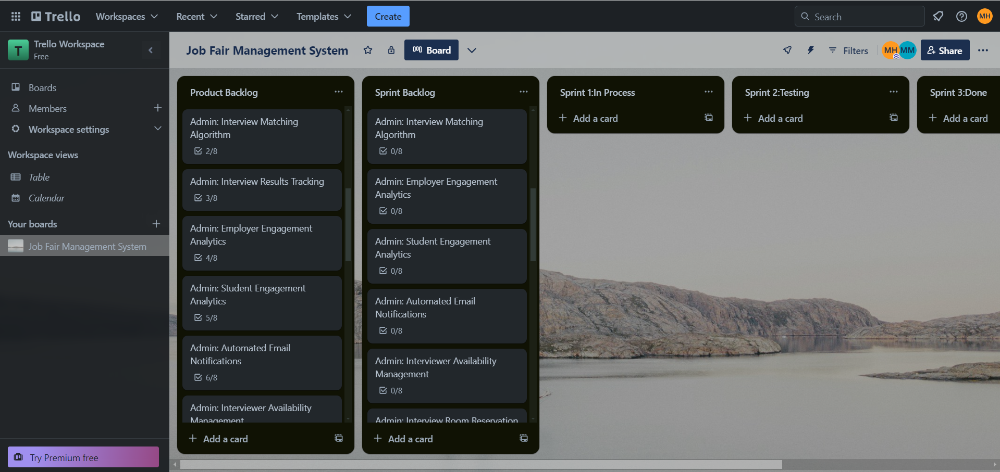 Trello
Workspaces
Recent
Starred
Templates
Create
Search
MH
T
Trello Workspace
Free
Job Fair Management System
Board
Filters
MH
MM
Share
Boards
Members
Workspace settings
Workspace views
Table
Calendar
Your boards
Job Fair Management System
Try Premium free
Product Backlog
Admin: Interview Matching
Algorithm
2/8
Admin: Interview Results Tracking
3/8
Admin: Employer Engagement
Analytics
4/8
Admin: Student Engagement
Analytics
5/8
Admin: Automated Email
Notifications
6/8
Admin: Interviewer Availability
Management
Add a card
Sprint Backlog
Admin: Interview Matching
Algorithm
0/8
Admin: Employer Engagement
Analytics
0/8
Admin: Student Engagement
Analytics
0/8
Admin: Automated Email
Notifications
0/8
Admin: Interviewer Availability
Management
0/8
Admin: Interview Room Reservation
Add a card
Sprint 1:In Process
Add a card
Sprint 2:Testing
Add a card
Sprint 3:Done
Add a card